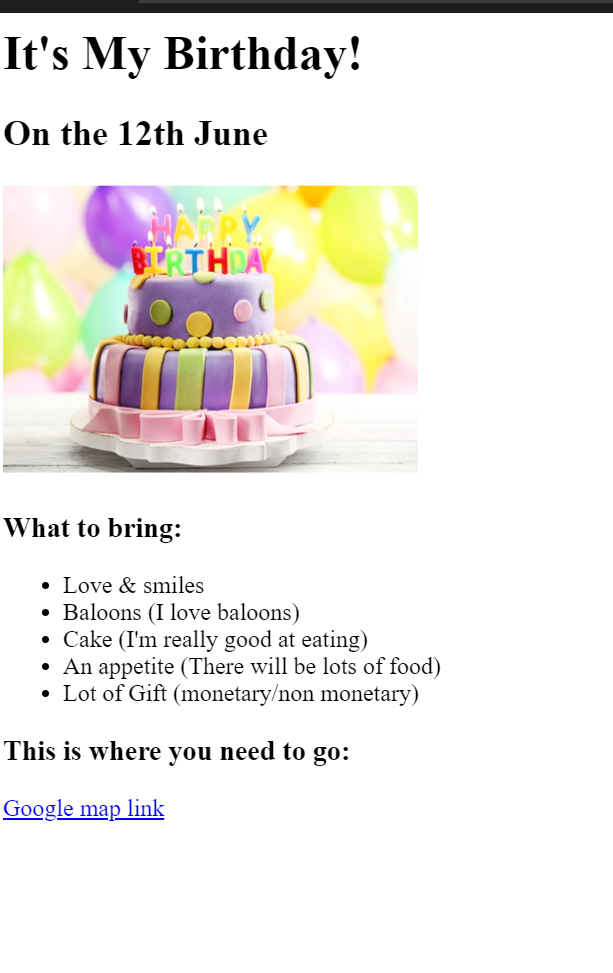 It's My Birthday!
On the 12th June
HAPPY
BIRTHDAY
What to bring:
Love & smiles
Baloons (I love baloons)
Cake (I'm really good at eating)
An appetite (There will be lots of food)
Lot of Gift (monetary/non monetary)
This is where you need to go:
Google map link